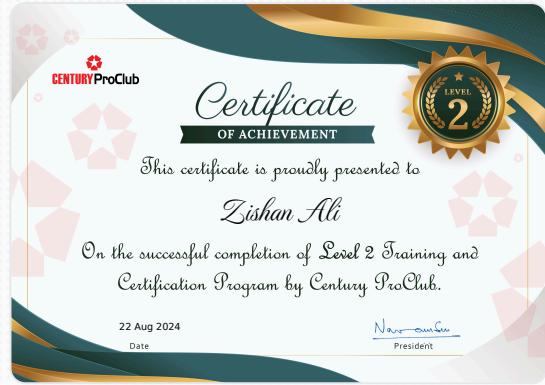 CENTURY ProClub
Certificate
OF ACHIEVEMENT
LEVEL
2
This certificate is proudly presented to
Zishan Ali
On the successful completion of Level 2 Training and
Certification Program by Century ProClub.
22 Aug 2024
Date
President